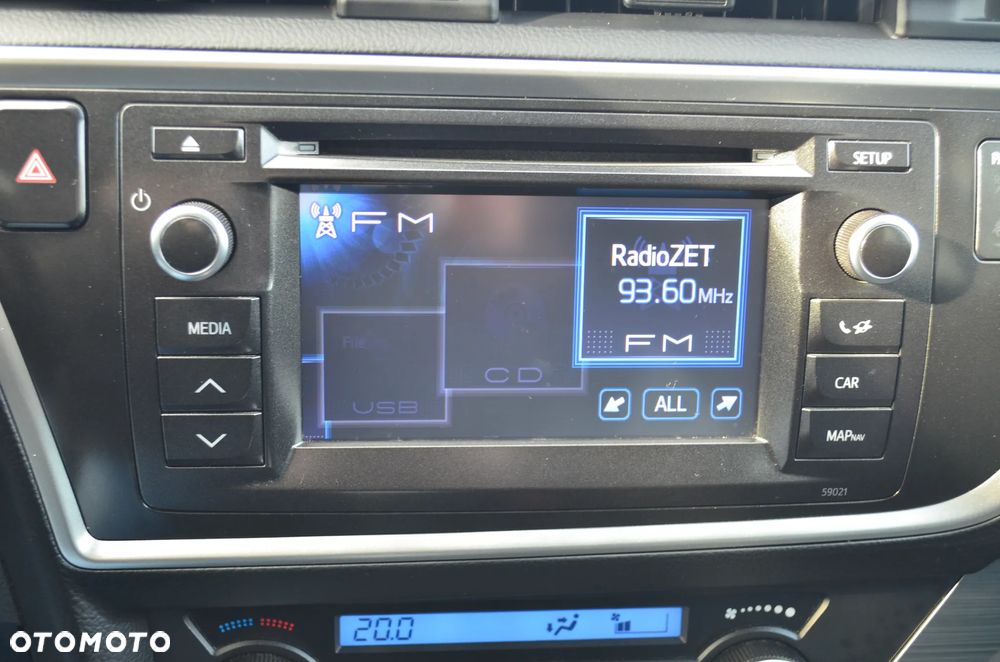 SETUP
FM
RadioZET
93.60MHz
FM
MEDIA
CD
USB
CAR
ALL
MAPNAV
59021
20.0
OTOMOTO